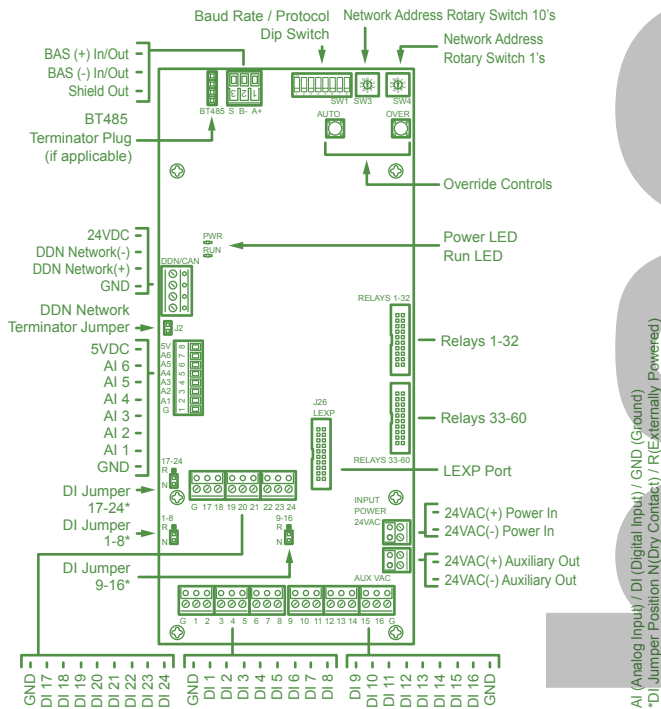 Baud Rate / Protocol
Dip Switch
Network Address Rotary Switch 10's
Network Address
Rotary Switch 1's
BAS (+) In/Out
BAS (-) In/Out
Shield Out
BT485
Terminator Plug
(if applicable)
BT485
3 2 1
S B- A+
SW1
SW3
SW4
AUTO
OVER
Override Controls
24VDC
DDN Network(-)
DDN Network(+)
GND
PWR
RUN
Power LED
Run LED
DDN/CAN
DDN Network
Terminator Jumper
J2
RELAYS 1-32
Relays 1-32
5VDC
AI 6
AI 5
AI 4
AI 3
AI 2
AI 1
GND
5V
A6
A5
A4
A3
A2
A1
G
8
7
6
5
4
3
2
1
J26
LEXP
Relays 33-60
RELAYS 33-60
LEXP Port
DI Jumper
17-24*
DI Jumper
1-8*
DI Jumper
9-16*
17-24
R
N
G 17 18 19 20 21 22 23 24
1-8
R
N
9-16
R
N
INPUT
POWER
24VAC
24VAC(+) Power In
24VAC(-) Power In
24VAC(+) Auxiliary Out
24VAC(-) Auxiliary Out
AUX VAC
G 1 2 3 4 5 6 7 8 9 10 11 12 13 14 15 16 G
GND
DI 17
DI 18
DI 19
DI 20
DI 21
DI 22
DI 23
DI 24
GND
DI 1
DI 2
DI 3
DI 4
DI 5
DI 6
DI 7
DI 8
DI 9
DI 10
DI 11
DI 12
DI 13
DI 14
DI 15
DI 16
GND
AI (Analog Input) / DI (Digital Input) / GND (Ground)
*DI Jumper Position N(Dry Contact) / R(Externally Powered)